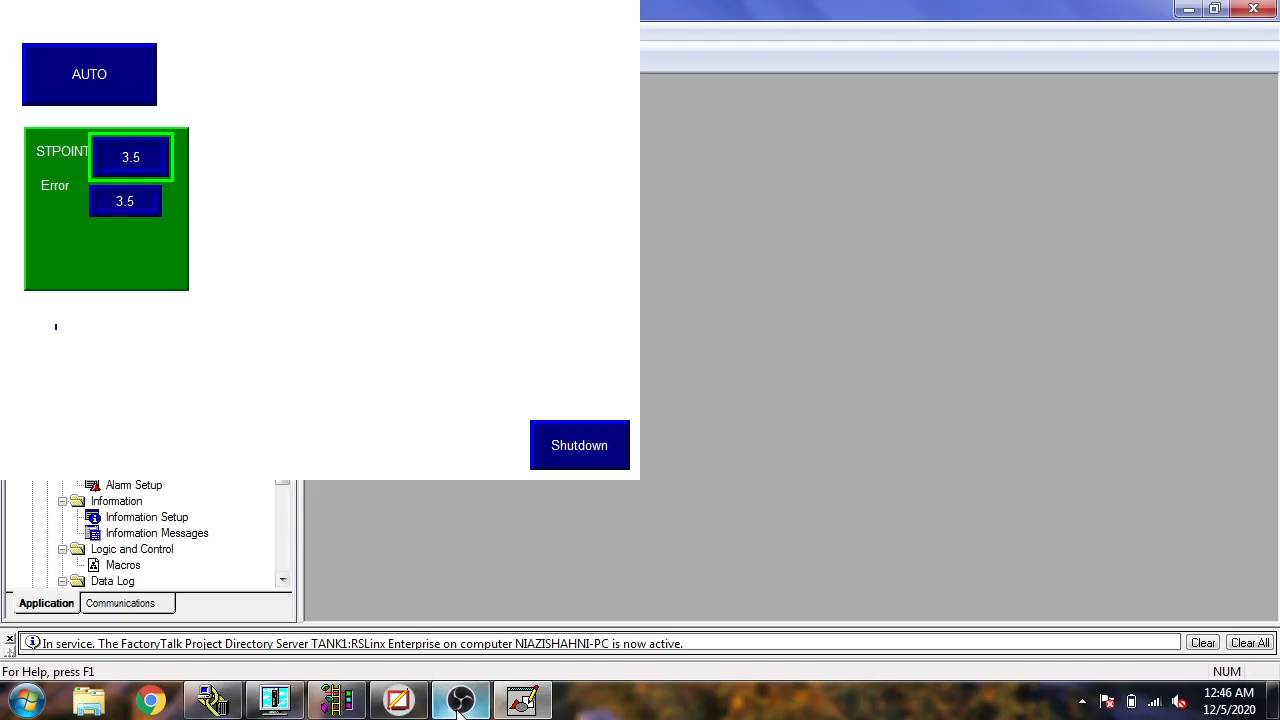 AUTO
STPOINT
3.5
Error
3.5
Shutdown
Alarm Setup
Information
Information Setup
Information Messages
Logic and Control
Macros
Data Log
Application
Communications
In service. The FactoryTalk Project Directory Server TANK1:RSLinx Enterprise on computer NIAZISHAHNI-PC is now active.
Clear
Clear All
For Help, press F1
NUM
12:46 AM
12/5/2020